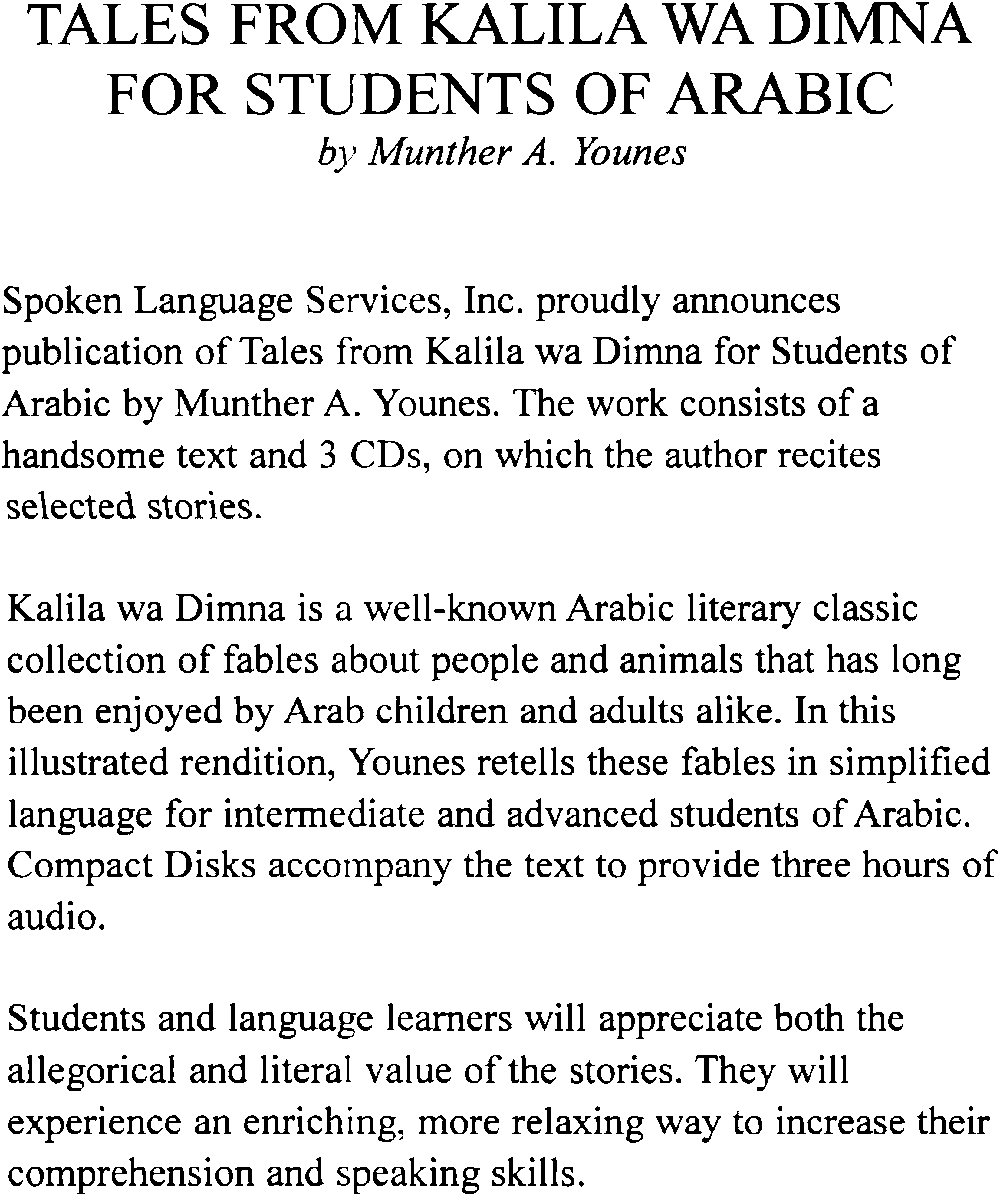 TALES FROM KALILA WA DIMNA
FOR STUDENTS OF ARABIC
by Munther A. Younes
Spoken Language Services, Inc. proudly announces
publication of Tales from Kalila wa Dimna for Students of
Arabic by Munther A. Younes. The work consists of a
handsome text and 3 CDs, on which the author recites
selected stories.
Kalila wa Dimna is a well-known Arabic literary classic
collection of fables about people and animals that has long
been enjoyed by Arab children and adults alike. In this
illustrated rendition, Younes retells these fables in simplified
language for intermediate and advanced students of Arabic.
Compact Disks accompany the text to provide three hours of
audio.
Students and language learners will appreciate both the
allegorical and literal value of the stories. They will
experience an enriching, more relaxing way to increase their
comprehension and speaking skills.